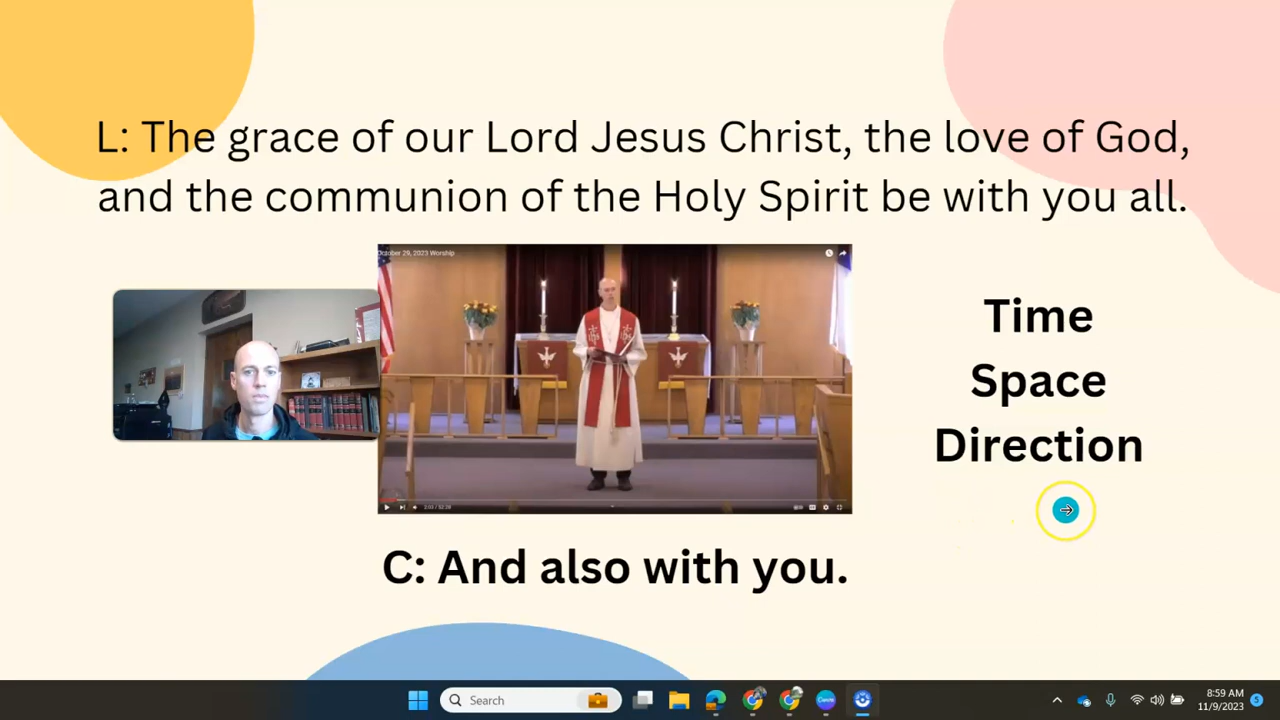 L: The grace of our Lord Jesus Christ, the love of God,
and the communion of the Holy Spirit be with you all.
October 29, 2023 Worship
Time
Space
Direction
C: And also with you.
Search
8:59 AM
11/9/2023
5